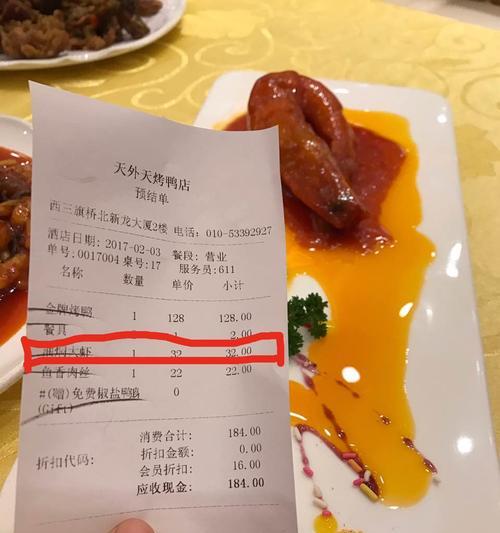 天外天烤鸭店
预结单
西三旗桥北新龙大厦2楼 电话:010-53392927
酒店日期:2017-02-03 餐段:营业
单号:0017004 桌号:17 服务员:611
名称 数量 单价 小计
金牌烤鸭 1 128 128.00
餐具 1 2.00
大虾 1 32 32.00
鱼香肉丝 1 22 22.00
#(赠)免费椒盐鸭 0
(Gift)
消费合计: 184.00
折扣代码: 折扣金额: 0.00
会员折扣: 16.00
应收现金: 184.00